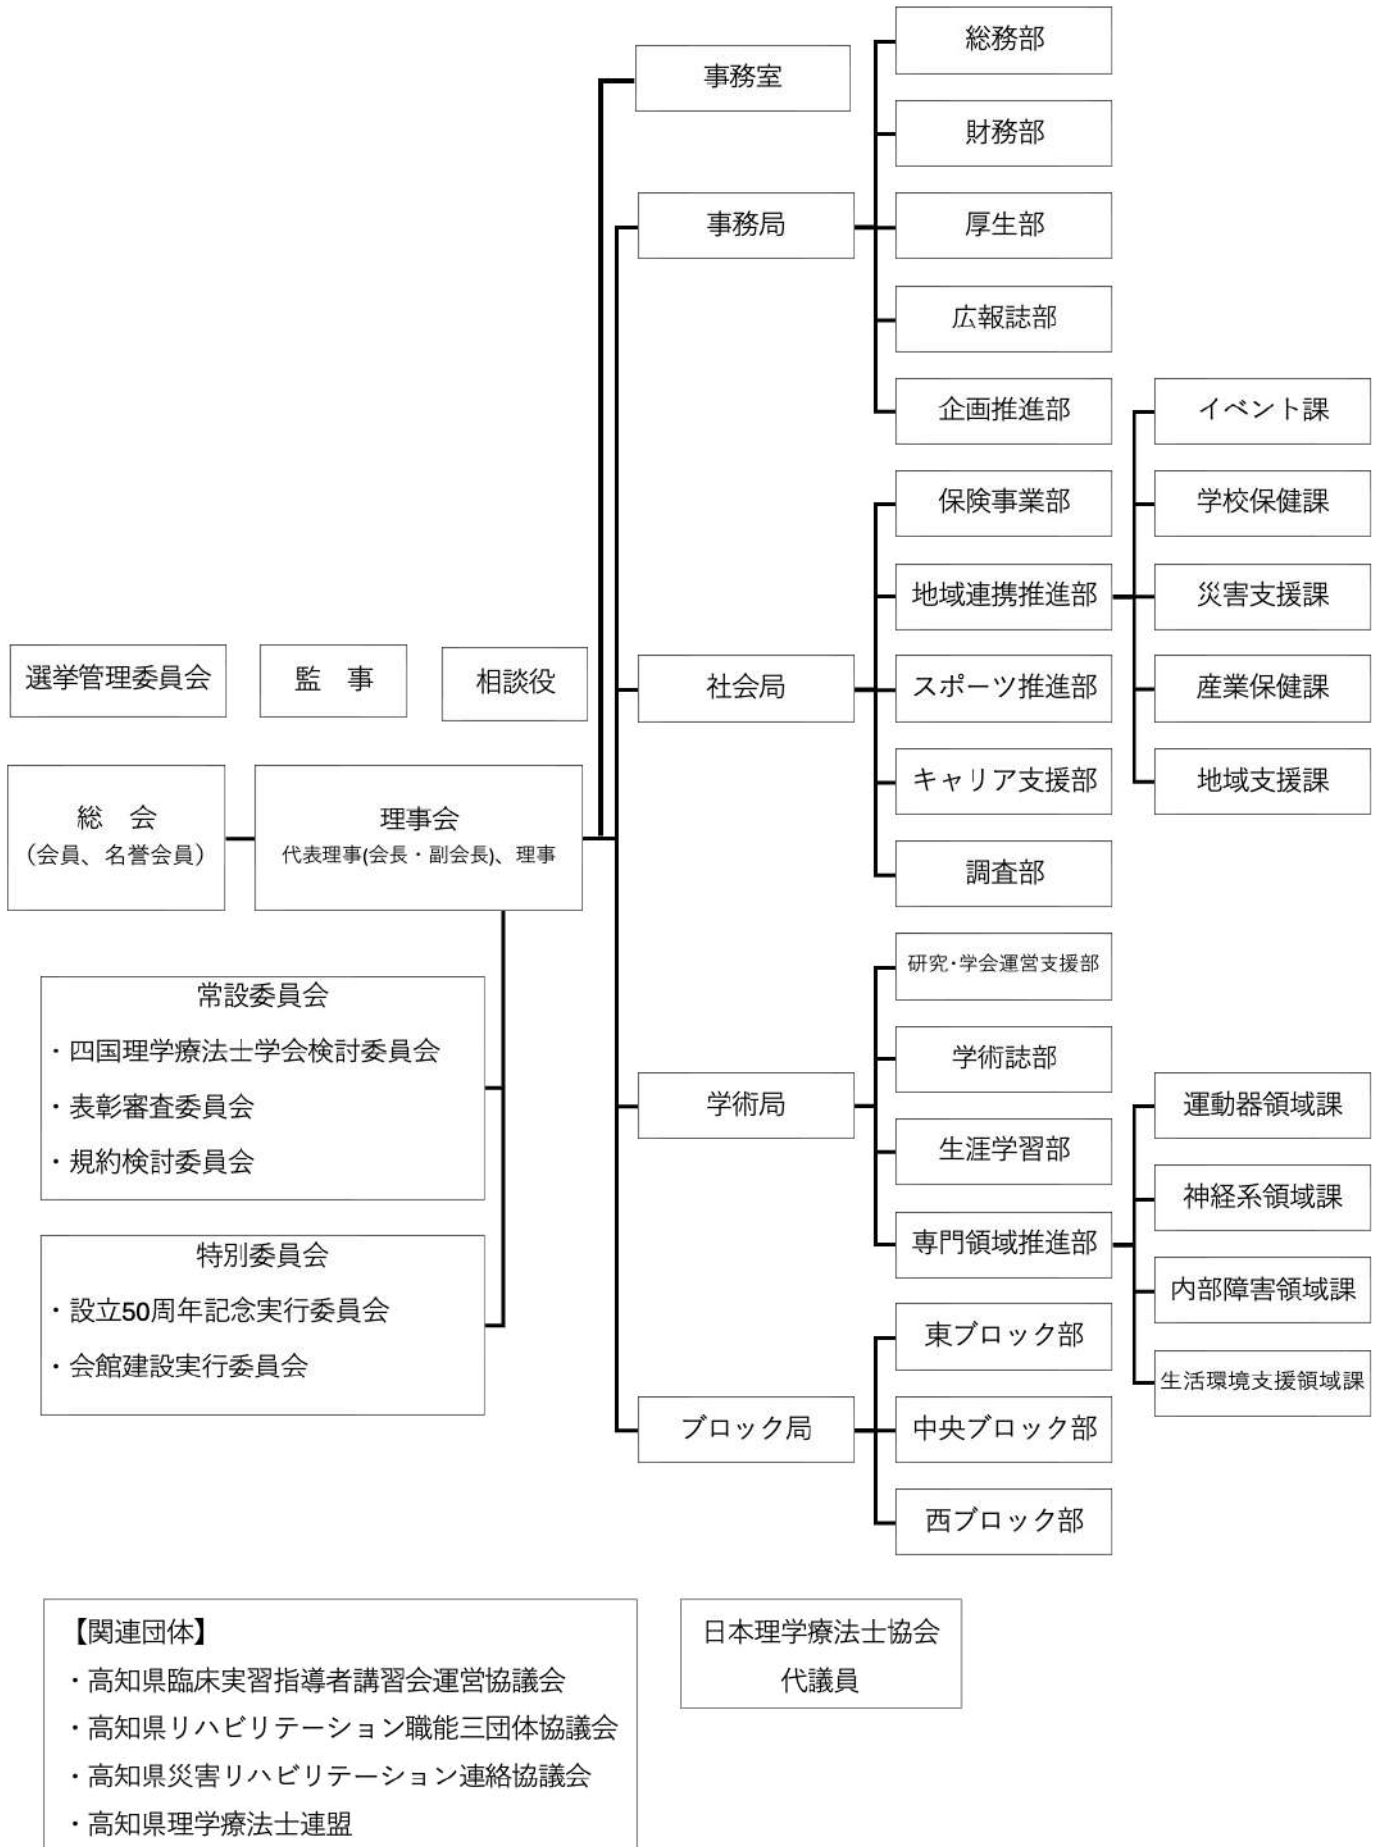 総務部
事務室
財務部
事務局
厚生部
広報誌部
企画推進部
イベント課
保険事業部
学校保健課
地域連携推進部
災害支援課
選挙管理委員会
監　事
相談役
社会局
スポーツ推進部
産業保健課
キャリア支援部
地域支援課
総　会
（会員、名誉会員）
理事会
代表理事(会長・副会長)、理事
調査部
研究・学会運営支援部
常設委員会
・四国理学療法士学会検討委員会
・表彰審査委員会
・規約検討委員会
学術誌部
学術局
運動器領域課
生涯学習部
神経系領域課
専門領域推進部
特別委員会
・設立50周年記念実行委員会
・会館建設実行委員会
内部障害領域課
東ブロック部
生活環境支援領域課
ブロック局
中央ブロック部
西ブロック部
【関連団体】
・高知県臨床実習指導者講習会運営協議会
・高知県リハビリテーション職能三団体協議会
・高知県災害リハビリテーション連絡協議会
・高知県理学療法士連盟
日本理学療法士協会
代議員